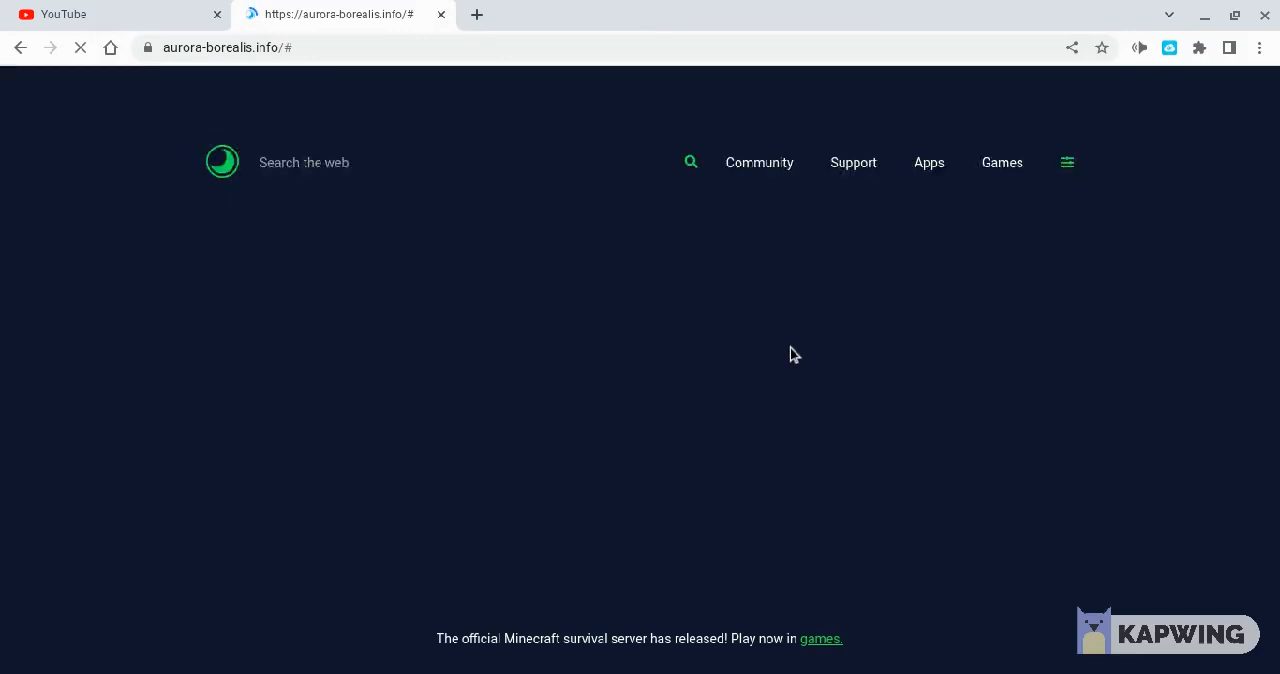 YouTube
https://aurora-borealis.info/#
aurora-borealis.info/#
Search the web
Community
Support
Apps
Games
The official Minecraft survival server has released! Play now in games.
KAPWING